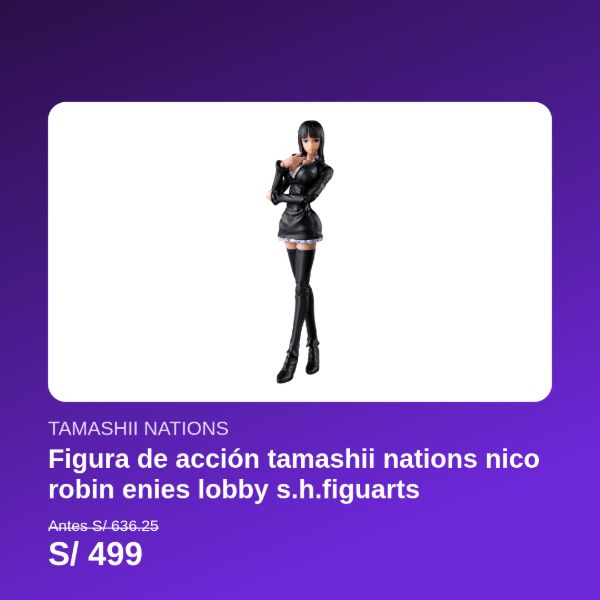 TAMASHII NATIONS
Figura de acción tamashii nations nico
robin enies lobby s.h.figuarts
Antes S/ 636.25
S/ 499